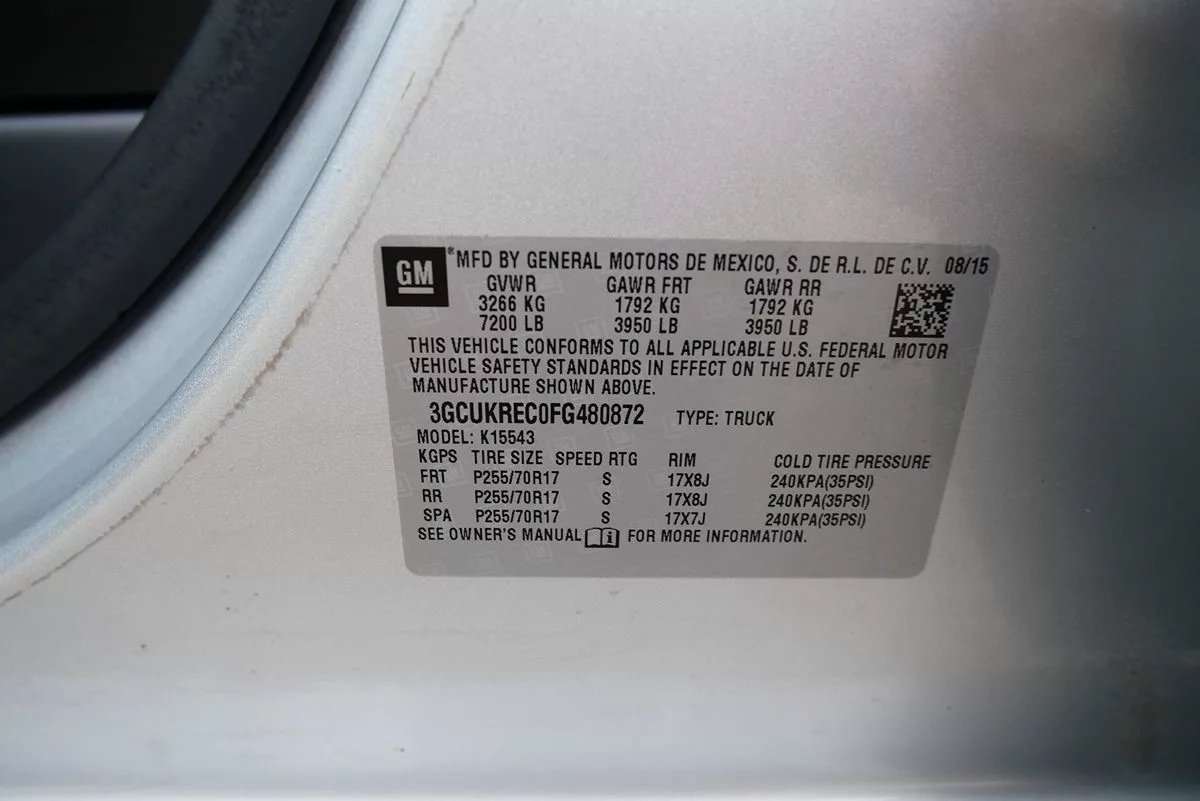 GM *MFD BY GENERAL MOTORS DE MEXICO, S. DE R.L. DE C.V. 08/15
GVWR GAWR FRT GAWR RR
3266 KG 1792 KG 1792 KG
7200 LB 3950 LB 3950 LB
THIS VEHICLE CONFORMS TO ALL APPLICABLE U.S. FEDERAL MOTOR
VEHICLE SAFETY STANDARDS IN EFFECT ON THE DATE OF
MANUFACTURE SHOWN ABOVE.
3GCUKREC0FG480872 TYPE: TRUCK
MODEL: K15543
KGPS TIRE SIZE SPEED RTG RIM COLD TIRE PRESSURE
FRT P255/70R17 S 17X8J 240KPA(35PSI)
RR P255/70R17 S 17X8J 240KPA(35PSI)
SPA P255/70R17 S 17X7J 240KPA(35PSI)
SEE OWNER'S MANUAL i FOR MORE INFORMATION.